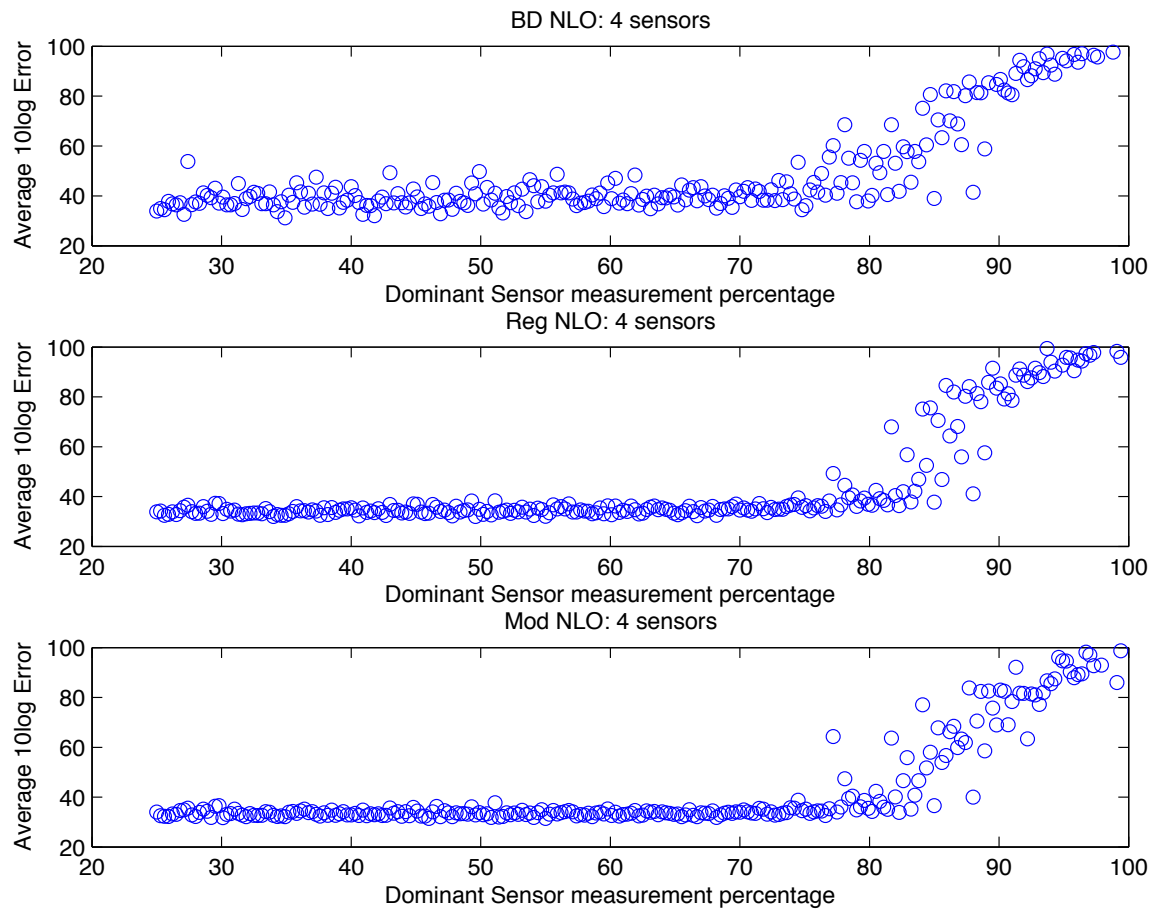 BD NLO: 4 sensors
Average 10log Error
100
80
60
40
20
20 30 40 50 60 70 80 90 100
Dominant Sensor measurement percentage
Reg NLO: 4 sensors
Average 10log Error
100
80
60
40
20
20 30 40 50 60 70 80 90 100
Dominant Sensor measurement percentage
Mod NLO: 4 sensors
Average 10log Error
100
80
60
40
20
20 30 40 50 60 70 80 90 100
Dominant Sensor measurement percentage